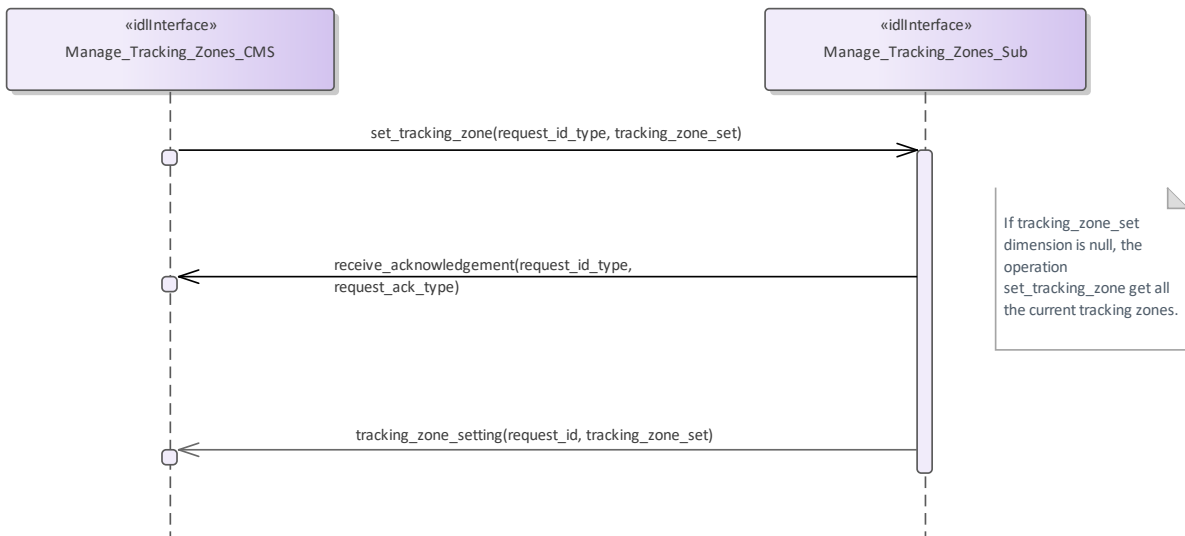 «idlInterface»
Manage_Tracking_Zones_CMS
«idlInterface»
Manage_Tracking_Zones_Sub
set_tracking_zone(request_id_type, tracking_zone_set)
If tracking_zone_set
dimension is null, the
operation
set_tracking_zone get all
the current tracking zones.
receive_acknowledgement(request_id_type,
request_ack_type)
tracking_zone_setting(request_id, tracking_zone_set)